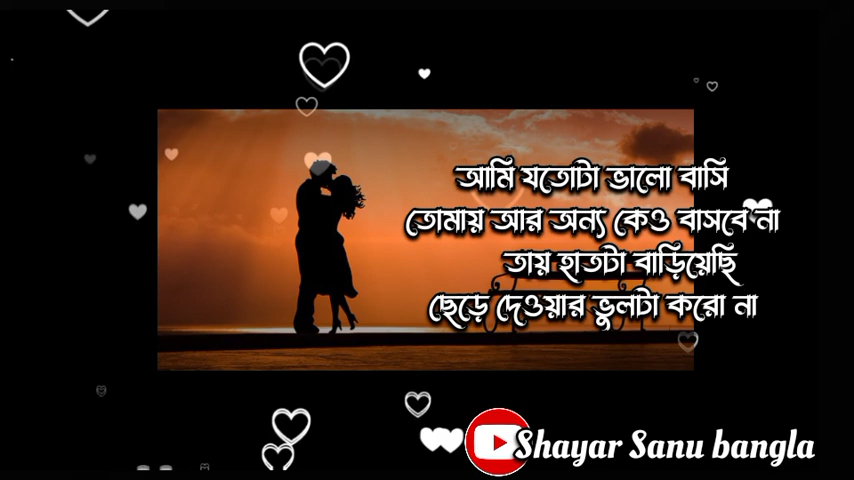 আমি যতোটা ভালো বাসি
তোমায় আর অন্য কেও বাসবে না
তায় হাতটা বাড়িয়েছি
ছেড়ে দেওয়ার ভুলটা করো না
Shayar Sanu bangla